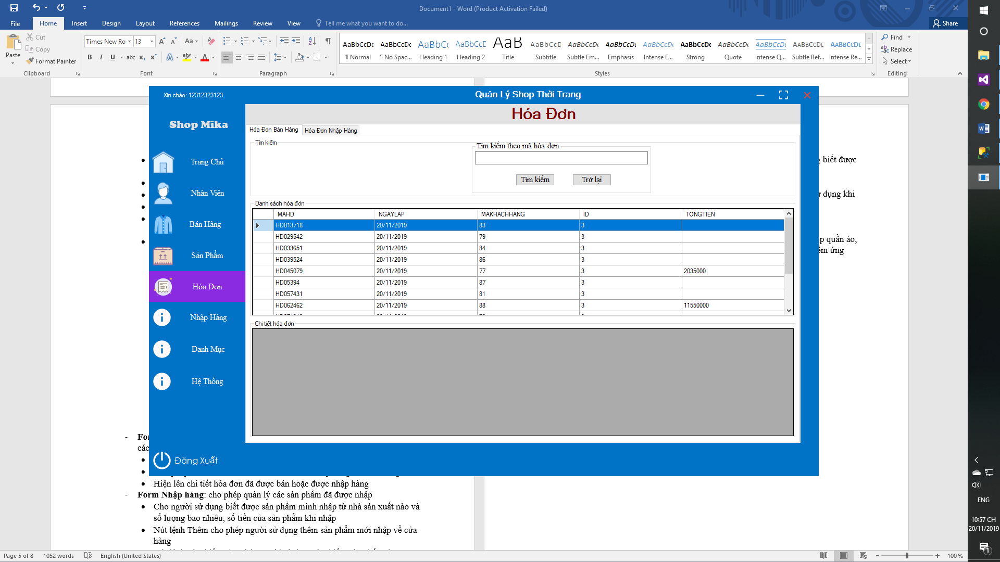 Document1 - Word (Product Activation Failed)
File Home Insert Design Layout References Mailings Review View Tell me what you want to do... Share
Paste
Cut
Copy
Format Painter
Clipboard
Times New Ro 13
Font
Paragraph
AaBbCcDc AaBbCcDc AaBbCc AaBbCcD AaB AaBbCcD AaBbCcDc AaBbCcDc AaBbCcDc AaBbCcDc AaBbCcDc AaBbCcDc AABBCCDD AABBCCDE
¶ Normal ¶ No Spac... Heading 1 Heading 2 Title Subtitle Subtle Em... Emphasis Intense E... Strong Quote Intense Q... Subtle Ref... Intense Re...
Styles
Find
Replace
Select
Editing
Xin chào: 12312323123
Quản Lý Shop Thời Trang
Shop Mika
Trang Chủ
Nhân Viên
Bán Hàng
Sản Phẩm
Hóa Đơn
Nhập Hàng
Danh Mục
Hệ Thống
Đăng Xuất
Hóa Đơn
Hóa Đơn Bán Hàng Hóa Đơn Nhập Hàng
Tìm kiếm
Tìm kiếm theo mã hóa đơn
Tìm kiếm Trở lại
Danh sách hóa đơn
MAHD NGAYLAP MAKHACHHANG ID TONGTIEN
HD013718 20/11/2019 83 3
HD029542 20/11/2019 79 3
HD033651 20/11/2019 84 3
HD039524 20/11/2019 86 3
HD045079 20/11/2019 77 3 2035000
HD05394 20/11/2019 87 3
HD057431 20/11/2019 81 3
HD062462 20/11/2019 88 3 11550000
Chi tiết hóa đơn
biết được
dụng khi
quần áo,
ứng
các
• Hiện lên chi tiết hóa đơn đã được bán hoặc được nhập hàng
- Form Nhập hàng: cho phép quản lý các sản phẩm đã được nhập
• Cho người sử dụng biết được sản phẩm mình nhập từ nhà sản xuất nào và
số lượng bao nhiêu, số tiền của sản phẩm khi nhập
• Nút lệnh Thêm cho phép người sử dụng thêm sản phẩm mới nhập về cửa
hàng
Page 5 of 8 1052 words English (United States) 100 %
ENG
10:57 CH
20/11/2019
1